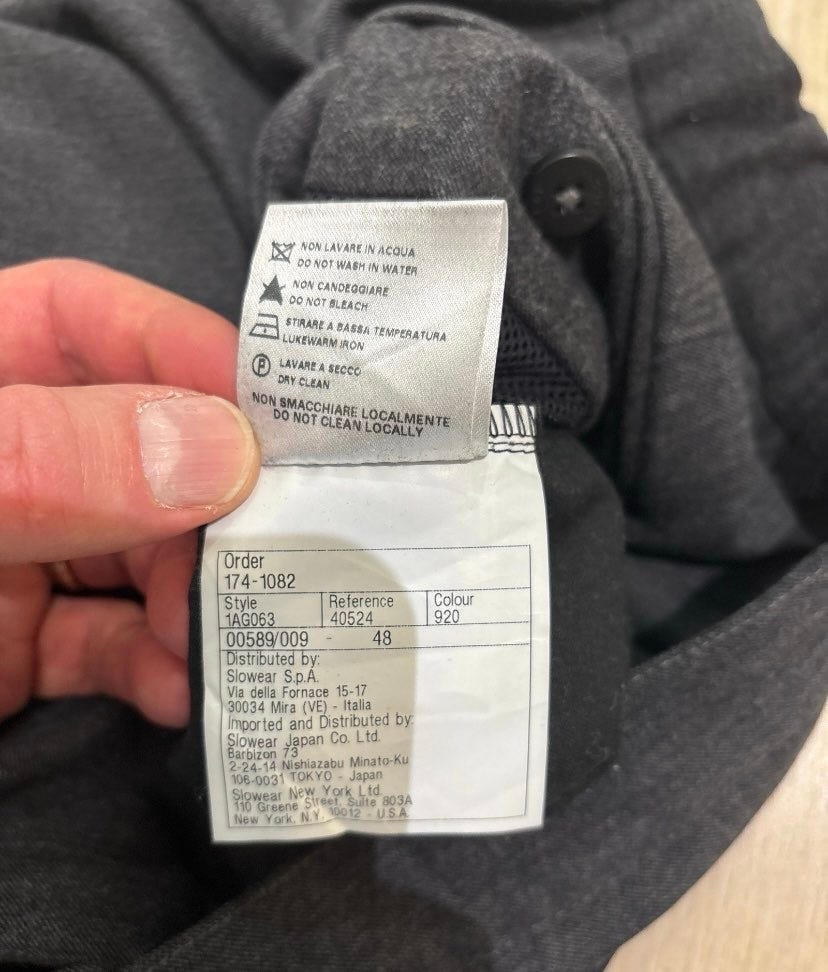 NON LAVARE IN ACQUA
DO NOT WASH IN WATER
NON CANDEGGIARE
DO NOT BLEACH
STIRARE A BASSA TEMPERATURA
LUKEWARM IRON
P LAVARE A SECCO
DRY CLEAN
NON SMACCHIARE LOCALMENTE
DO NOT CLEAN LOCALLY
Order
174-1082
Style Reference Colour
1AG063 40524 920
00589/009 - 48
Distributed by:
Slowear S.p.A.
Via della Fornace 15-17
30034 Mira (VE) - Italia
Imported and Distributed by:
Slowear Japan Co. Ltd.
Barbizon 73
2-24-14 Nishiazabu Minato-Ku
106-0031 TOKYO - Japan
Slowear New York Ltd.
110 Greene Street, Suite 803A
New York, N.Y. 10012 - U.S.A.